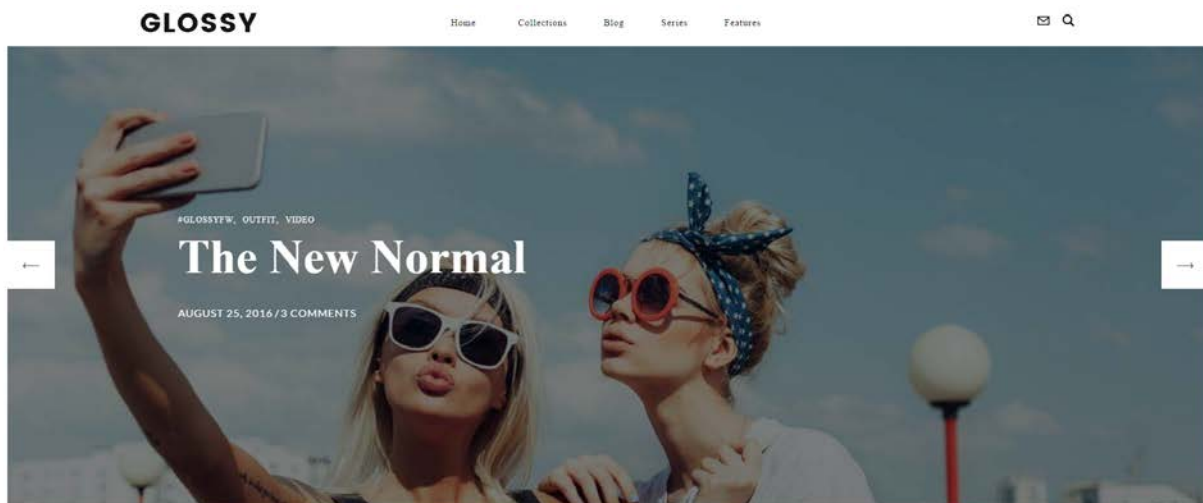 GLOSSY
Home Collections Blog Series Features
#GLOSSYFW, OUTFIT, VIDEO
The New Normal
AUGUST 25, 2016 / 3 COMMENTS